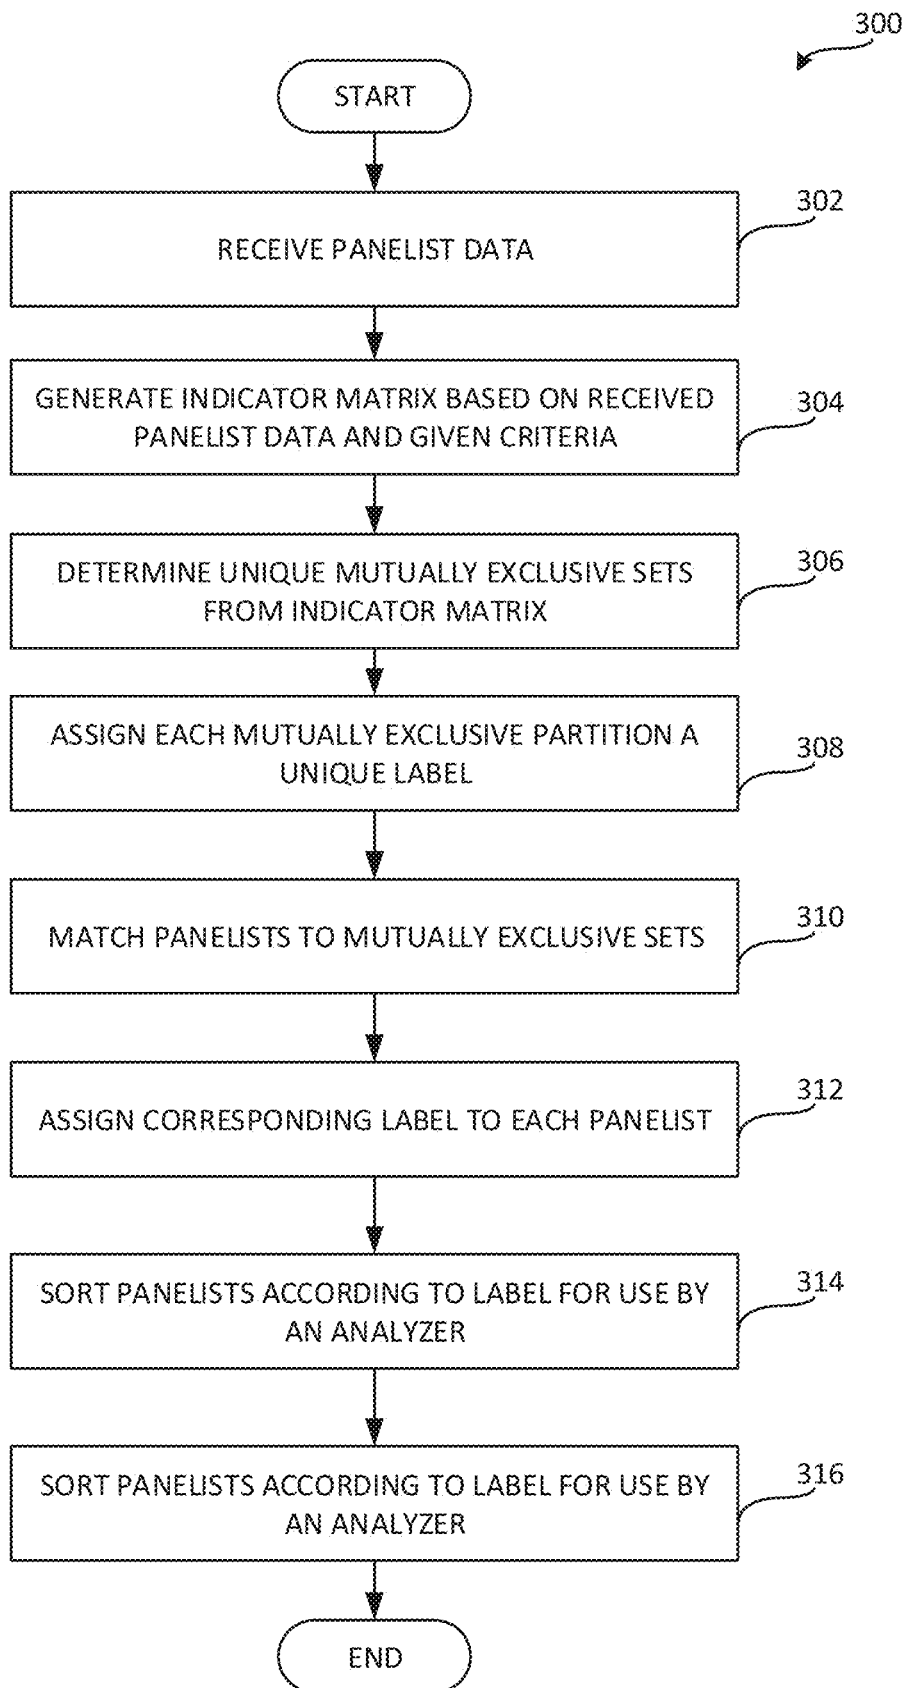 300
START
302
RECEIVE PANELIST DATA
304
GENERATE INDICATOR MATRIX BASED ON RECEIVED
PANELIST DATA AND GIVEN CRITERIA
306
DETERMINE UNIQUE MUTUALLY EXCLUSIVE SETS
FROM INDICATOR MATRIX
308
ASSIGN EACH MUTUALLY EXCLUSIVE PARTITION A
UNIQUE LABEL
310
MATCH PANELISTS TO MUTUALLY EXCLUSIVE SETS
312
ASSIGN CORRESPONDING LABEL TO EACH PANELIST
314
SORT PANELISTS ACCORDING TO LABEL FOR USE BY
AN ANALYZER
316
SORT PANELISTS ACCORDING TO LABEL FOR USE BY
AN ANALYZER
END